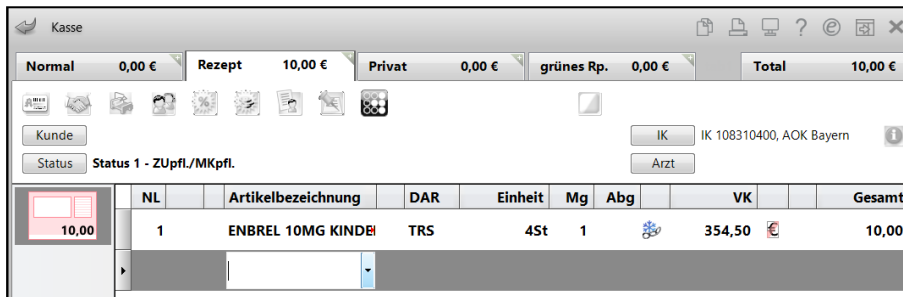 Kasse
Normal 0,00 € Rezept 10,00 € Privat 0,00 € grünes Rp. 0,00 € Total 10,00 €
Kunde IK IK 108310400, AOK Bayern
Status Status 1 - ZUpfl./MKpfl. Arzt
NL Artikelbezeichnung DAR Einheit Mg Abg VK Gesamt
10,00 1 ENBREL 10MG KINDE TRS 4St 1 354,50 € 10,00